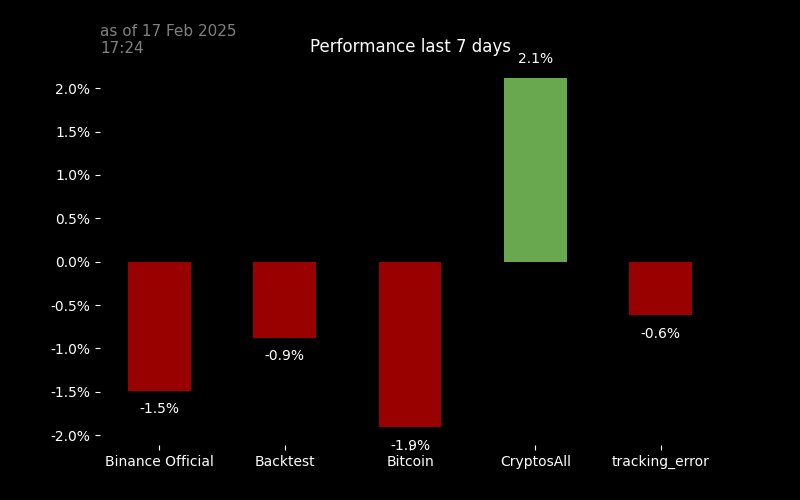 as of 17 Feb 2025
17:24
Performance last 7 days
2.1%
2.0%
1.5%
1.0%
0.5%
0.0%
-0.5%
-0.6%
-1.0%
-0.9%
-1.5%
-1.5%
-2.0%
-1.9%
Binance Official
Backtest
Bitcoin
CryptosAll
tracking_error